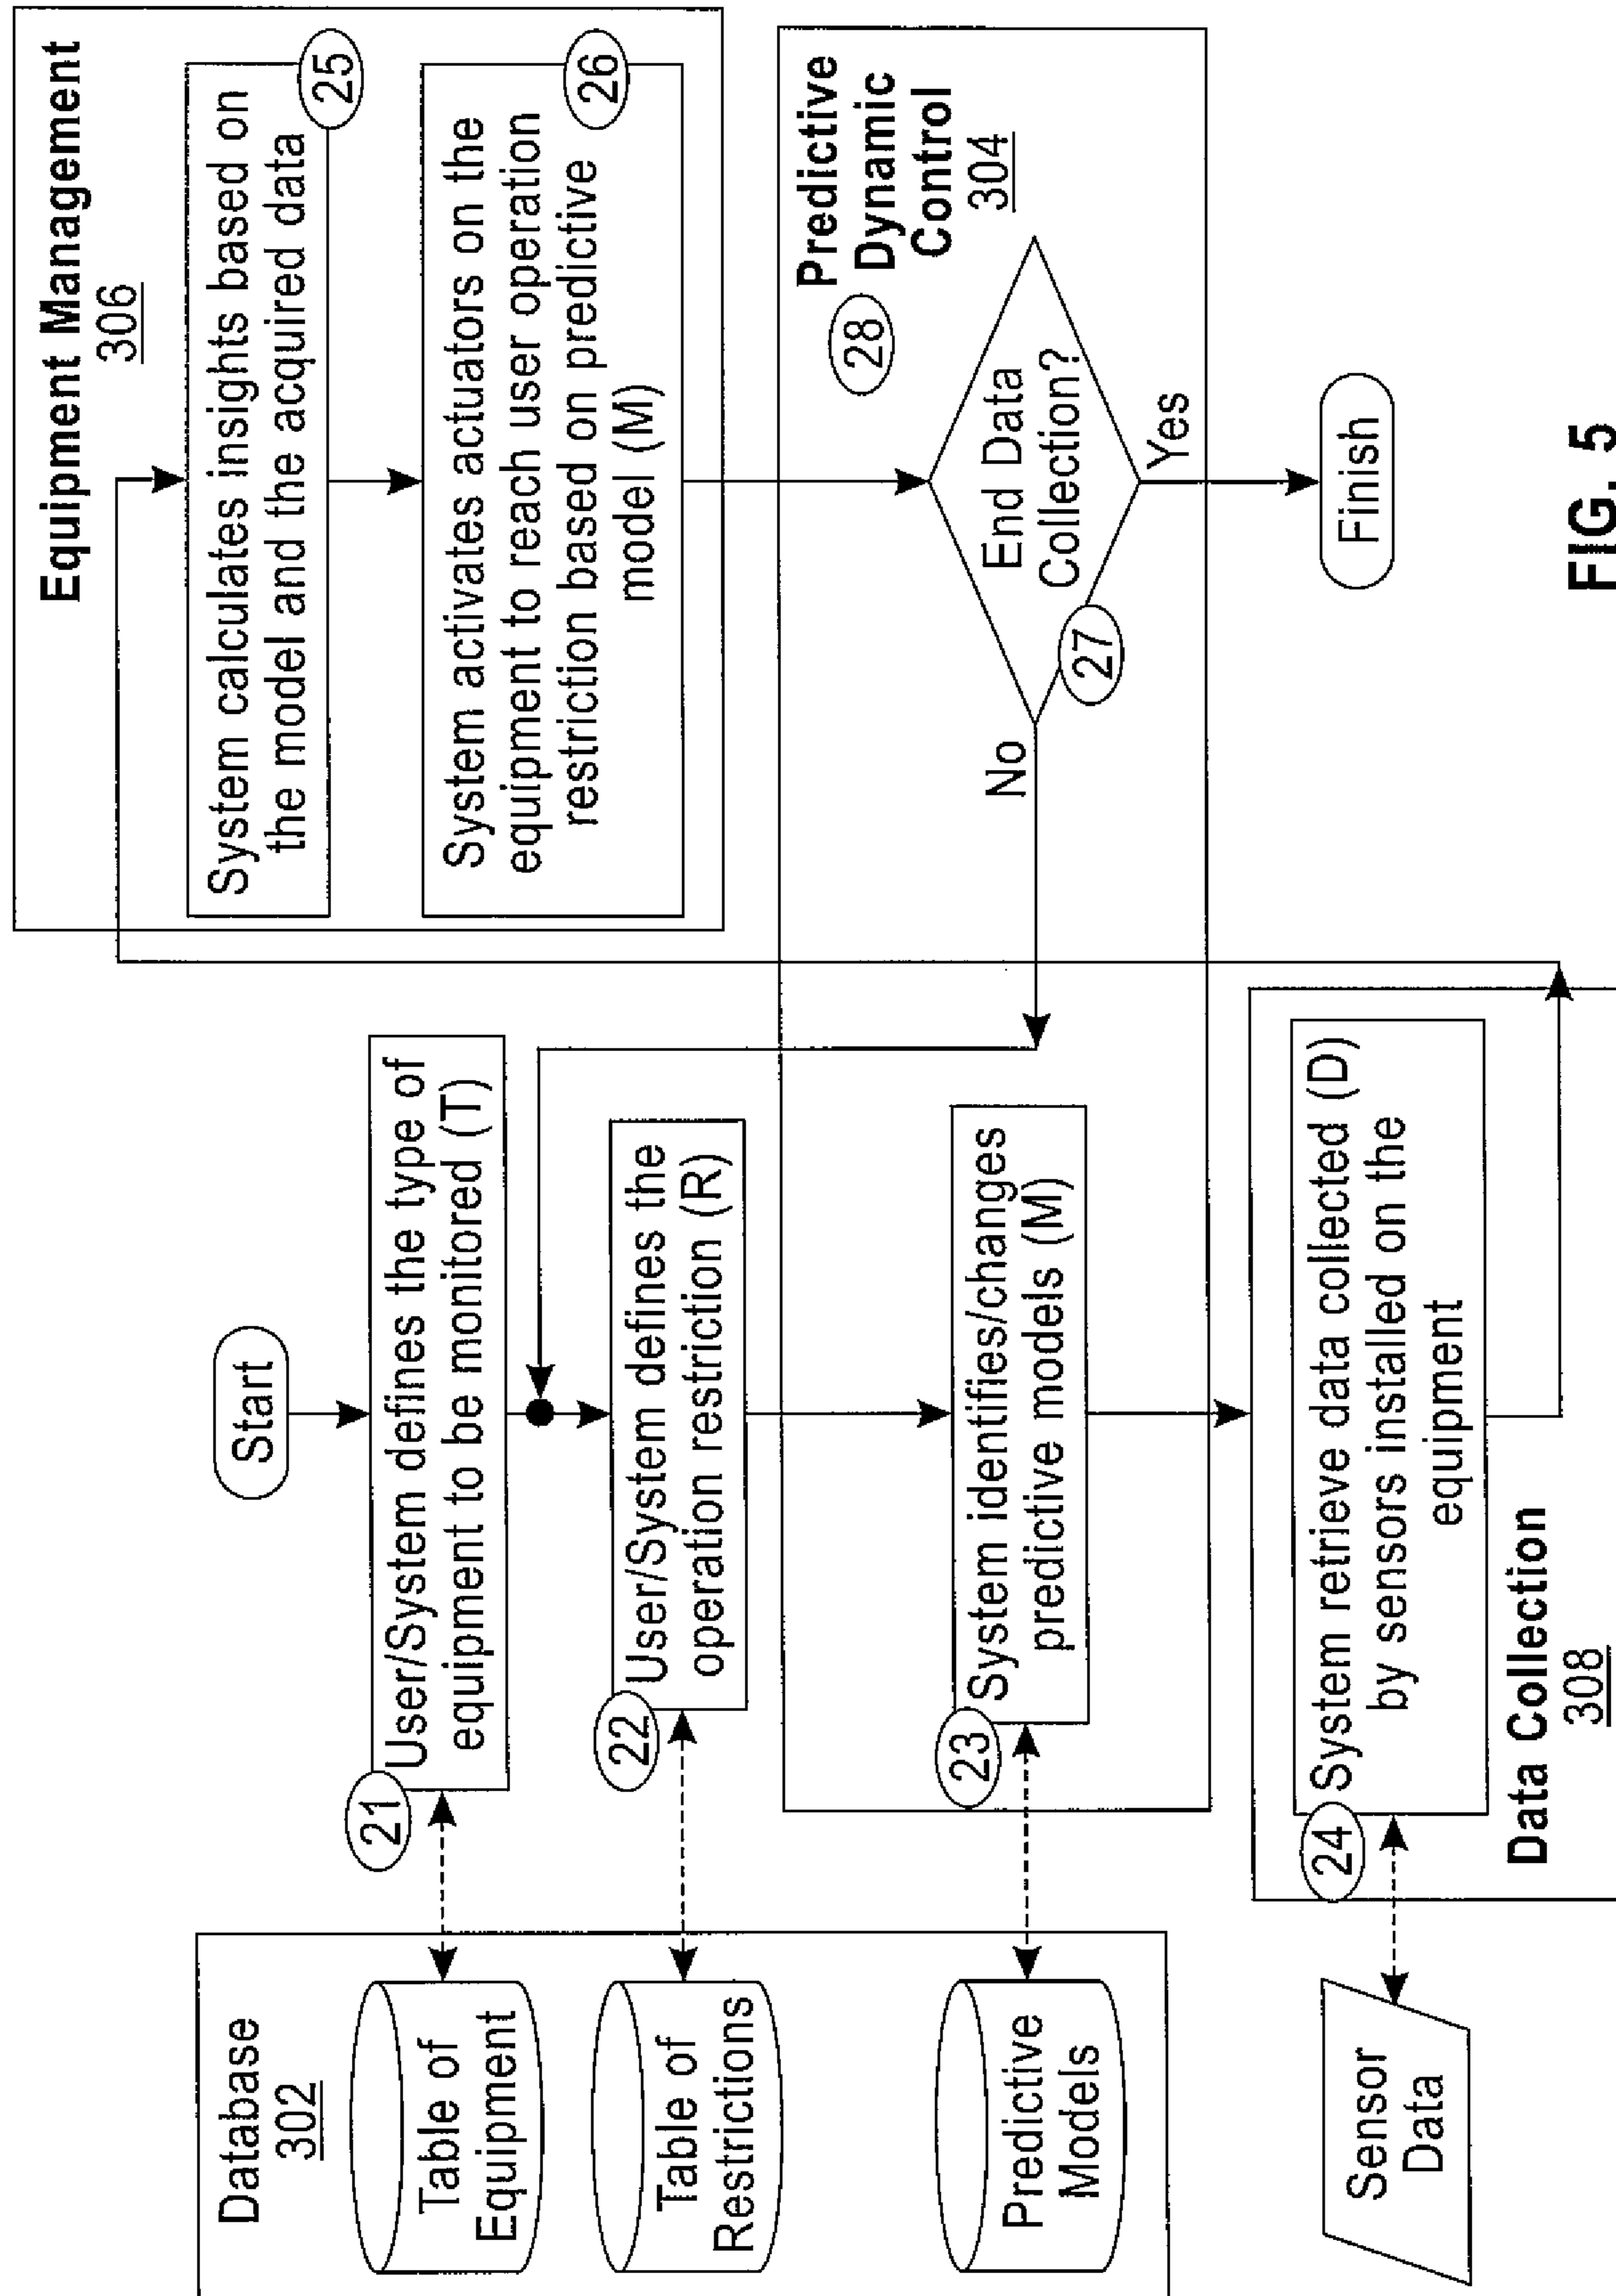 Database
302
Table of
Equipment
Table of
Restrictions
Predictive
Models
Sensor
Data
Start
21
User/System defines the type of
equipment to be monitored (T)
22
User/System defines the
operation restriction (R)
23
System identifies/changes
predictive models (M)
24
System retrieve data collected (D)
by sensors installed on the
equipment
Data Collection
308
Equipment Management
306
System calculates insights based on
the model and the acquired data
25
System activates actuators on the
equipment to reach user operation
restriction based on predictive
model (M)
26
Predictive
Dynamic
Control
304
28
End Data
Collection?
27
No
Yes
Finish
FIG. 5